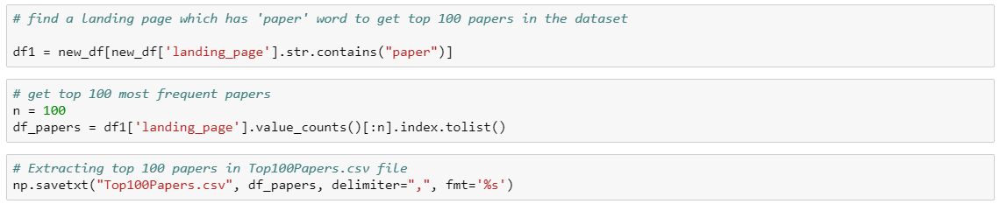 # find a landing page which has 'paper' word to get top 100 papers in the dataset
df1 = new_df[new_df['landing_page'].str.contains("paper")]
# get top 100 most frequent papers
n = 100
df_papers = df1['landing_page'].value_counts()[:n].index.tolist()
# Extracting top 100 papers in Top100Papers.csv file
np.savetxt("Top100Papers.csv", df_papers, delimiter=",", fmt='%s')